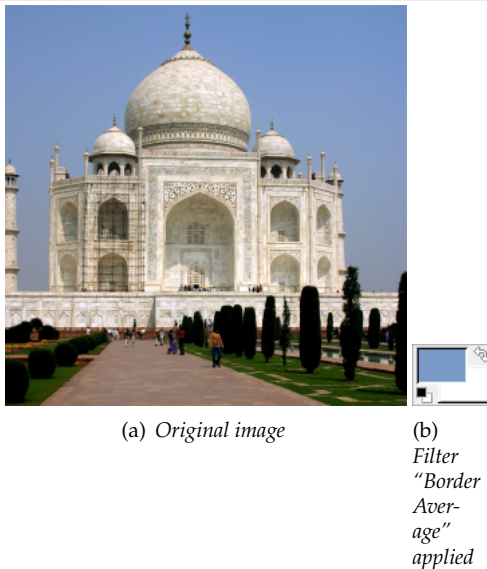 (a) Original image
(b)
Filter
“Border
Aver-
age”
applied